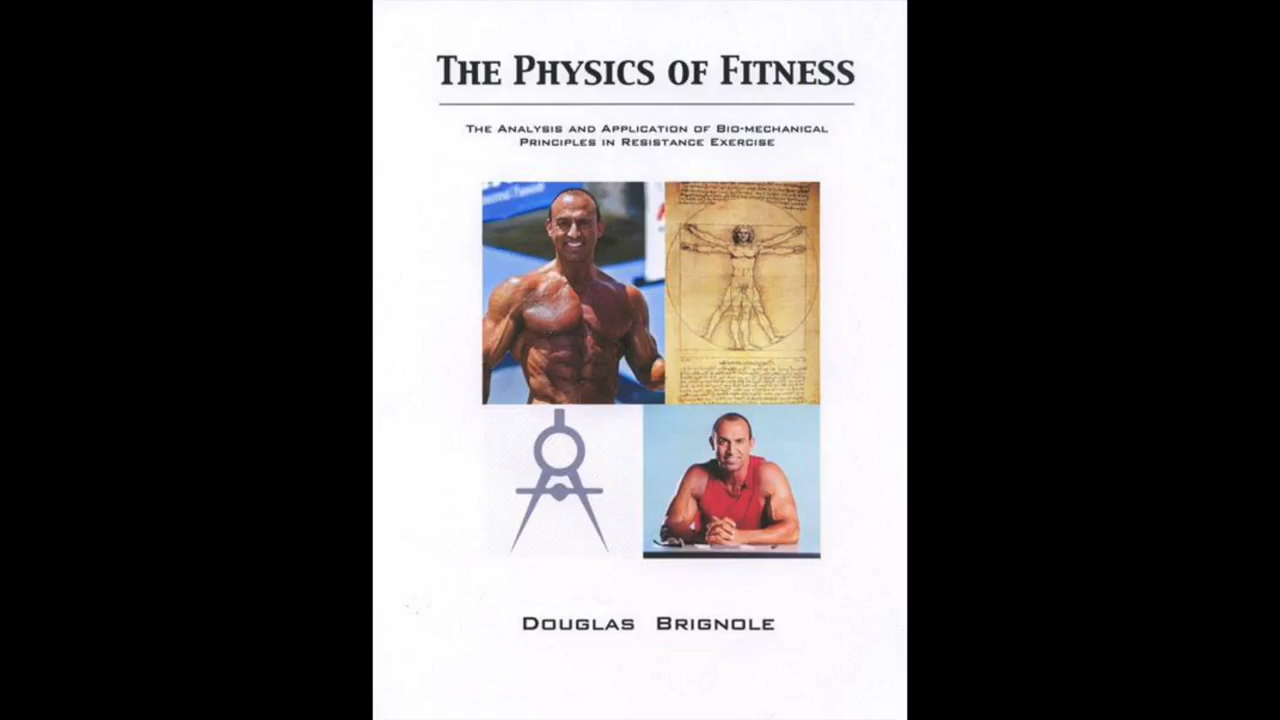 THE PHYSICS OF FITNESS
THE ANALYSIS AND APPLICATION OF BIO-MECHANICAL
PRINCIPLES IN RESISTANCE EXERCISE
DOUGLAS BRIGNOLE